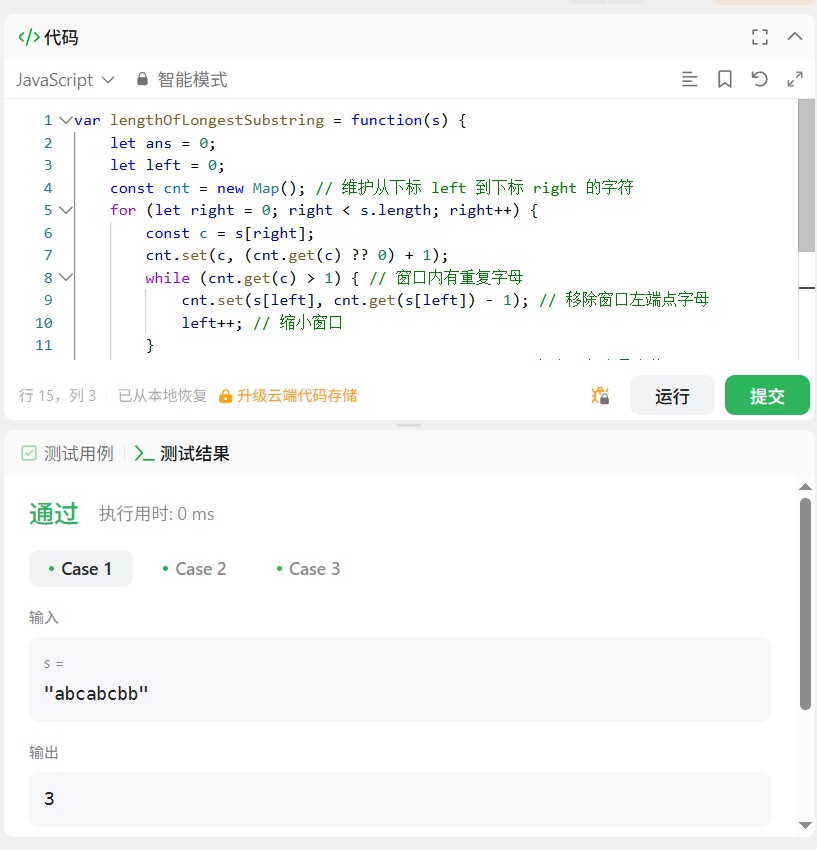 </> 代码
JavaScript 智能模式
1 var lengthOfLongestSubstring = function(s) {
2 let ans = 0;
3 let left = 0;
4 const cnt = new Map(); // 维护从下标 left 到下标 right 的字符
5 for (let right = 0; right < s.length; right++) {
6 const c = s[right];
7 cnt.set(c, (cnt.get(c) ?? 0) + 1);
8 while (cnt.get(c) > 1) { // 窗口内有重复字母
9 cnt.set(s[left], cnt.get(s[left]) - 1); // 移除窗口左端点字母
10 left++; // 缩小窗口
11 }
行 15，列 3 已从本地恢复 升级云端代码存储 运行 提交
测试用例 >_ 测试结果
通过 执行用时: 0 ms
• Case 1 • Case 2 • Case 3
输入
s =
"abcabcbb"
输出
3